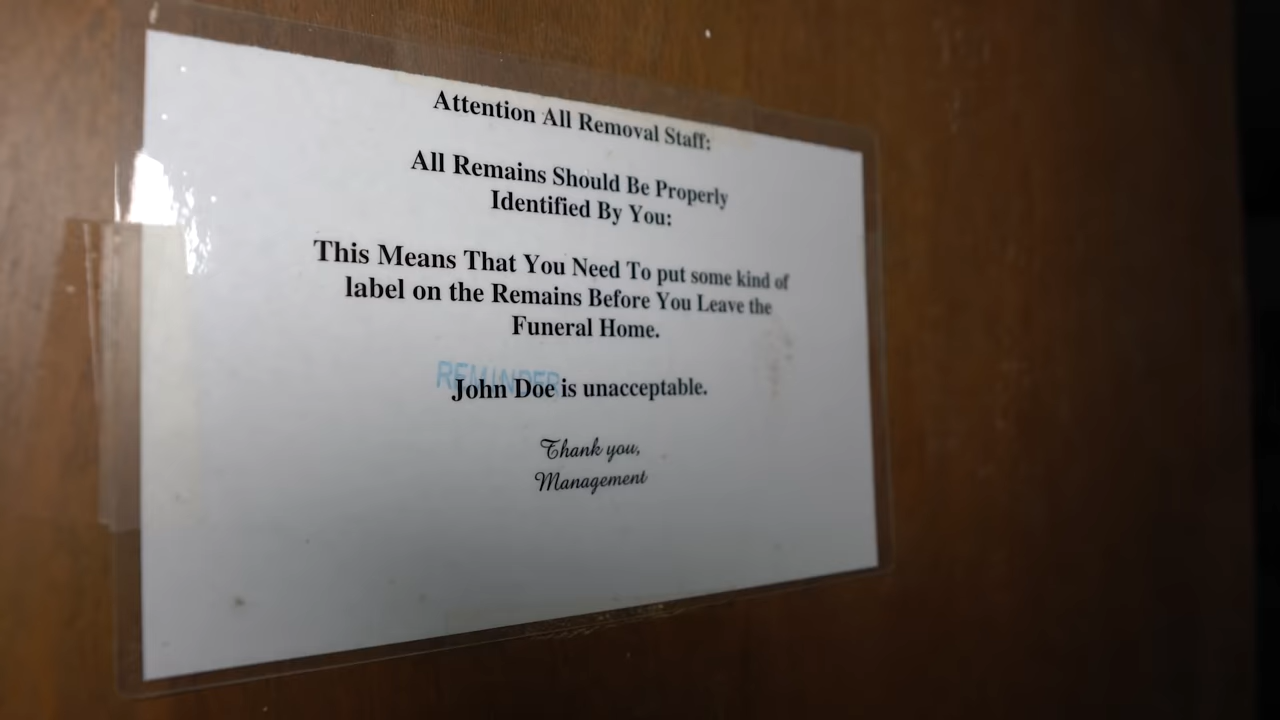 Attention All Removal Staff:
All Remains Should Be Properly
Identified By You:
This Means That You Need To put some kind of
label on the Remains Before You Leave the
Funeral Home.
REMINDER
John Doe is unacceptable.
Thank you,
Management